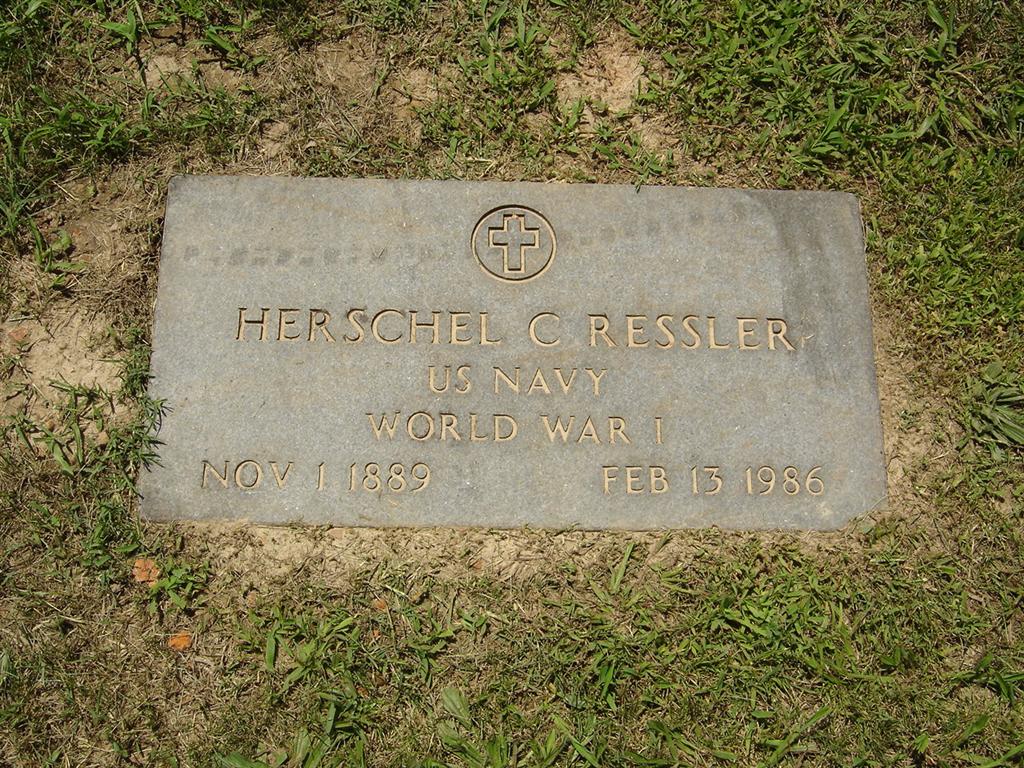 HERSCHEL C RESSLER
US NAVY
WORLD WAR I
NOV 1 1889 FEB 13 1986